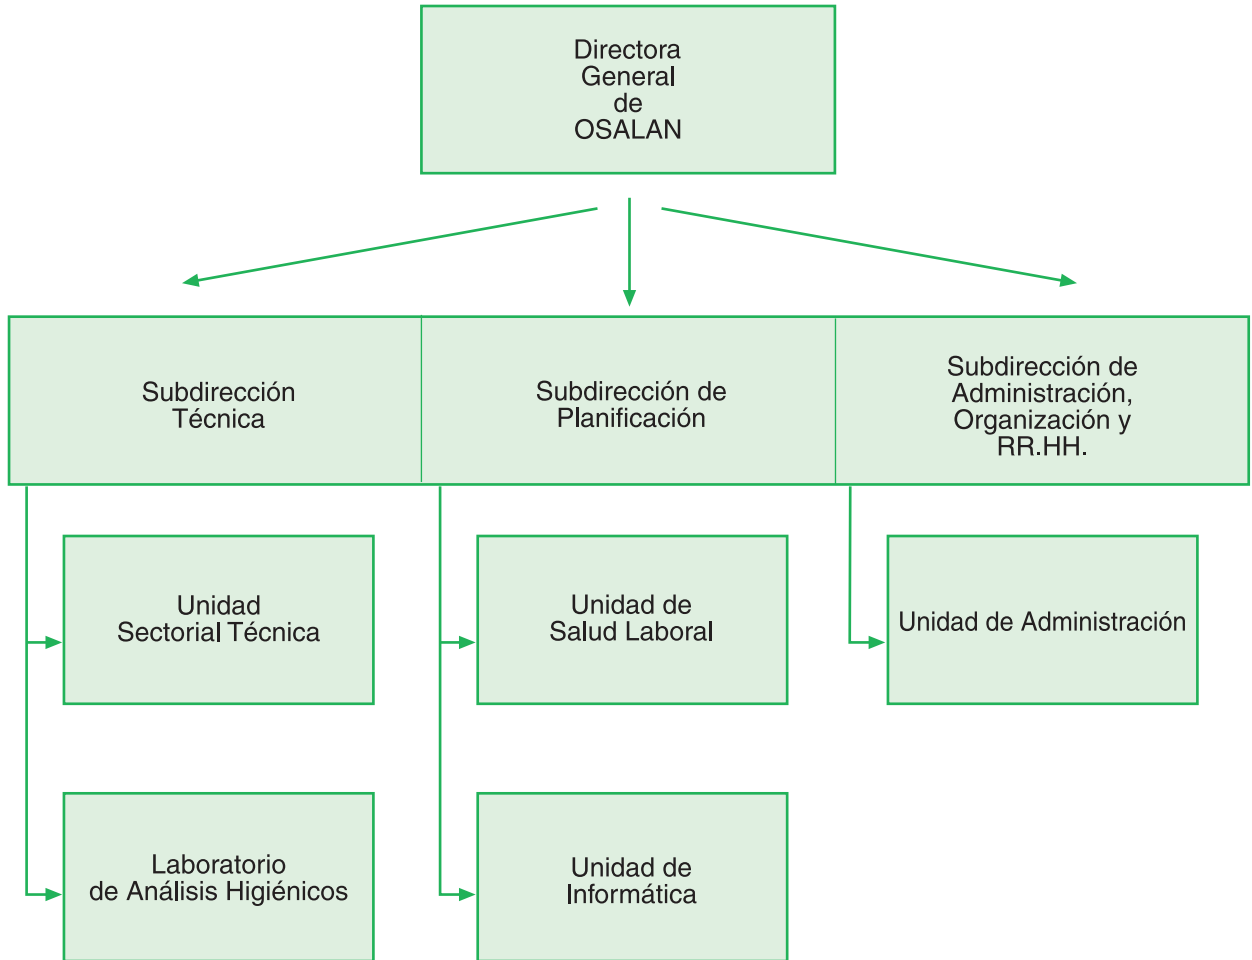 Directora
General
de
OSALAN
Subdirección
Técnica
Subdirección de
Planificación
Subdirección de
Administración,
Organización y
RR.HH.
Unidad
Sectorial Técnica
Unidad de
Salud Laboral
Unidad de Administración
Laboratorio
de Análisis Higiénicos
Unidad de
Informática